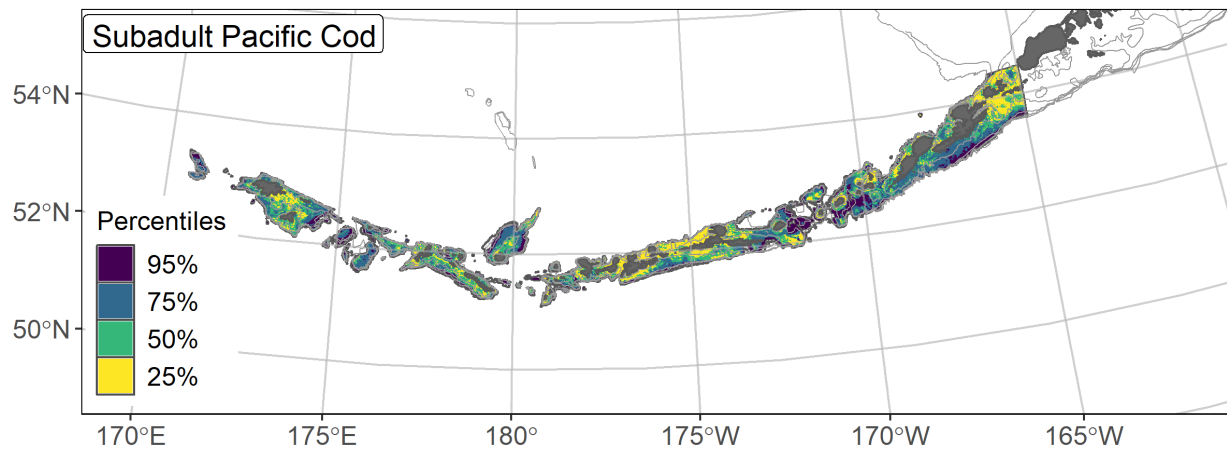 Subadult Pacific Cod
54°N
52°N
50°N
Percentiles
95%
75%
50%
25%
170°E
175°E
180°
175°W
170°W
165°W